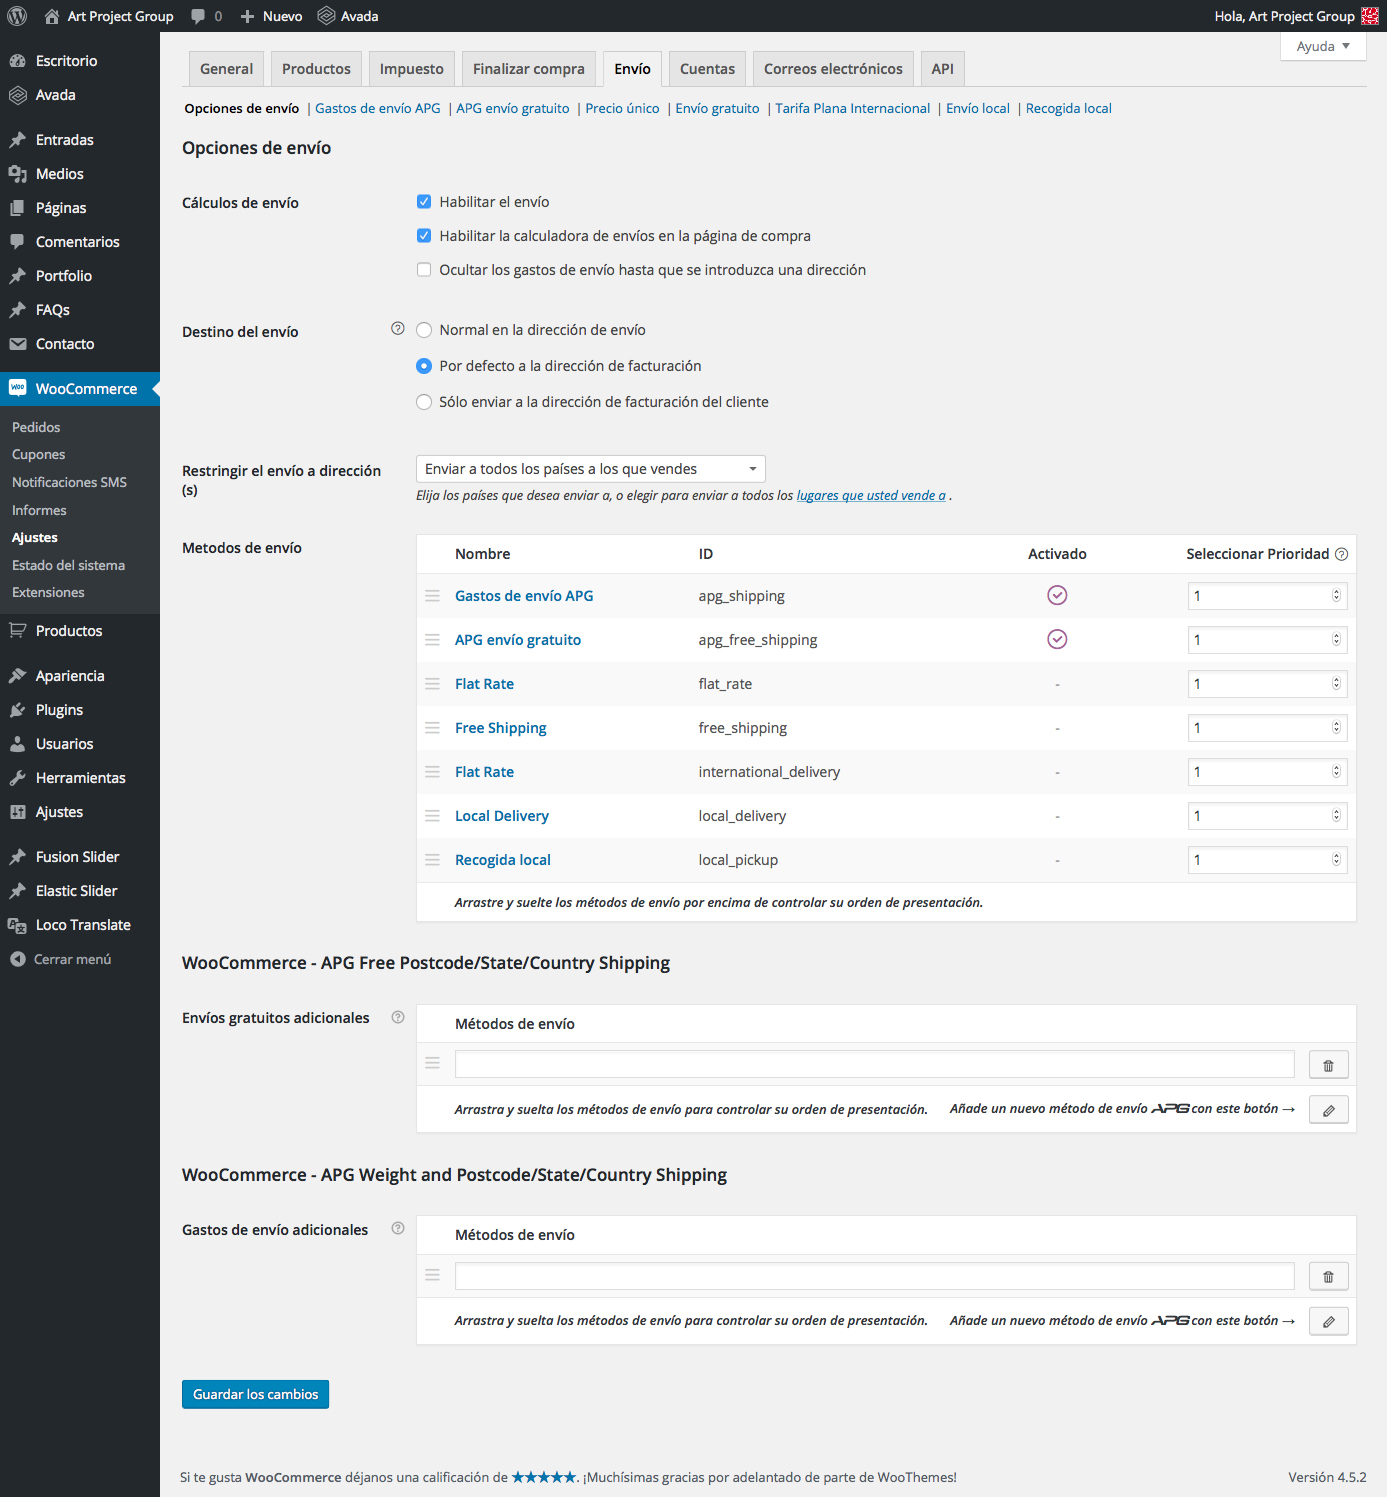 Art Project Group 0 Nuevo Avada Hola, Art Project Group
Ayuda
Escritorio
Avada
Entradas
Medios
Páginas
Comentarios
Portfolio
FAQs
Contacto
WooCommerce
Pedidos
Cupones
Notificaciones SMS
Informes
Ajustes
Estado del sistema
Extensiones
Productos
Apariencia
Plugins
Usuarios
Herramientas
Ajustes
Fusion Slider
Elastic Slider
Loco Translate
Cerrar menú
General Productos Impuesto Finalizar compra Envío Cuentas Correos electrónicos API
Opciones de envío | Gastos de envío APG | APG envío gratuito | Precio único | Envío gratuito | Tarifa Plana Internacional | Envío local | Recogida local
Opciones de envío
Cálculos de envío
Habilitar el envío
Habilitar la calculadora de envíos en la página de compra
Ocultar los gastos de envío hasta que se introduzca una dirección
Destino del envío ?
Normal en la dirección de envío
Por defecto a la dirección de facturación
Sólo enviar a la dirección de facturación del cliente
Restringir el envío a dirección
(s)
Enviar a todos los países a los que vendes
Elija los países que desea enviar a, o elegir para enviar a todos los lugares que usted vende a .
Metodos de envío
Nombre ID Activado Seleccionar Prioridad ?
Gastos de envío APG apg_shipping 1
APG envío gratuito apg_free_shipping 1
Flat Rate flat_rate - 1
Free Shipping free_shipping - 1
Flat Rate international_delivery - 1
Local Delivery local_delivery - 1
Recogida local local_pickup - 1
Arrastre y suelte los métodos de envío por encima de controlar su orden de presentación.
WooCommerce - APG Free Postcode/State/Country Shipping
Envíos gratuitos adicionales ?
Métodos de envío
Arrastra y suelta los métodos de envío para controlar su orden de presentación. Añade un nuevo método de envío APG con este botón →
WooCommerce - APG Weight and Postcode/State/Country Shipping
Gastos de envío adicionales ?
Métodos de envío
Arrastra y suelta los métodos de envío para controlar su orden de presentación. Añade un nuevo método de envío APG con este botón →
Guardar los cambios
Si te gusta WooCommerce déjanos una calificación de ★★★★★. ¡Muchísimas gracias por adelantado de parte de WooThemes! Versión 4.5.2